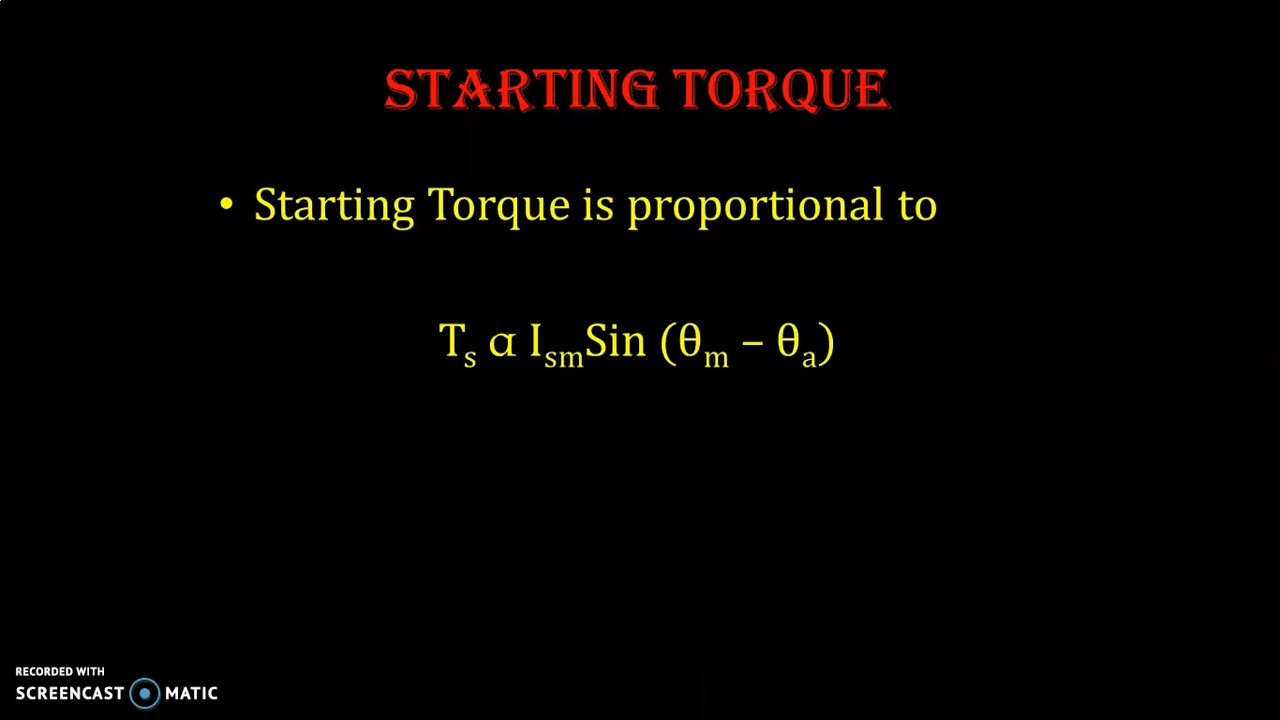 STARTING TORQUE
• Starting Torque is proportional to
Tₛ α IₛₘSin (θₘ – θₐ)
RECORDED WITH
SCREENCAST MATIC